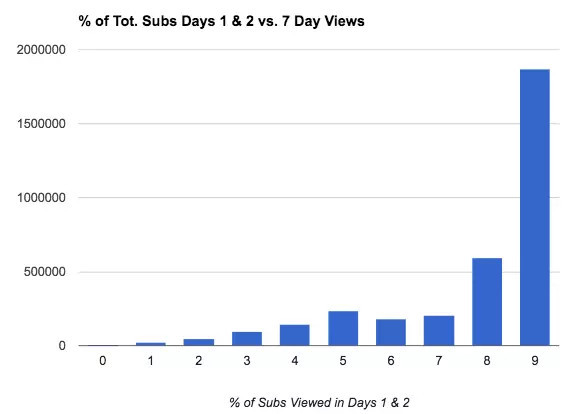 % of Tot. Subs Days 1 & 2 vs. 7 Day Views
2000000
1500000
1000000
500000
0
0 1 2 3 4 5 6 7 8 9
% of Subs Viewed in Days 1 & 2